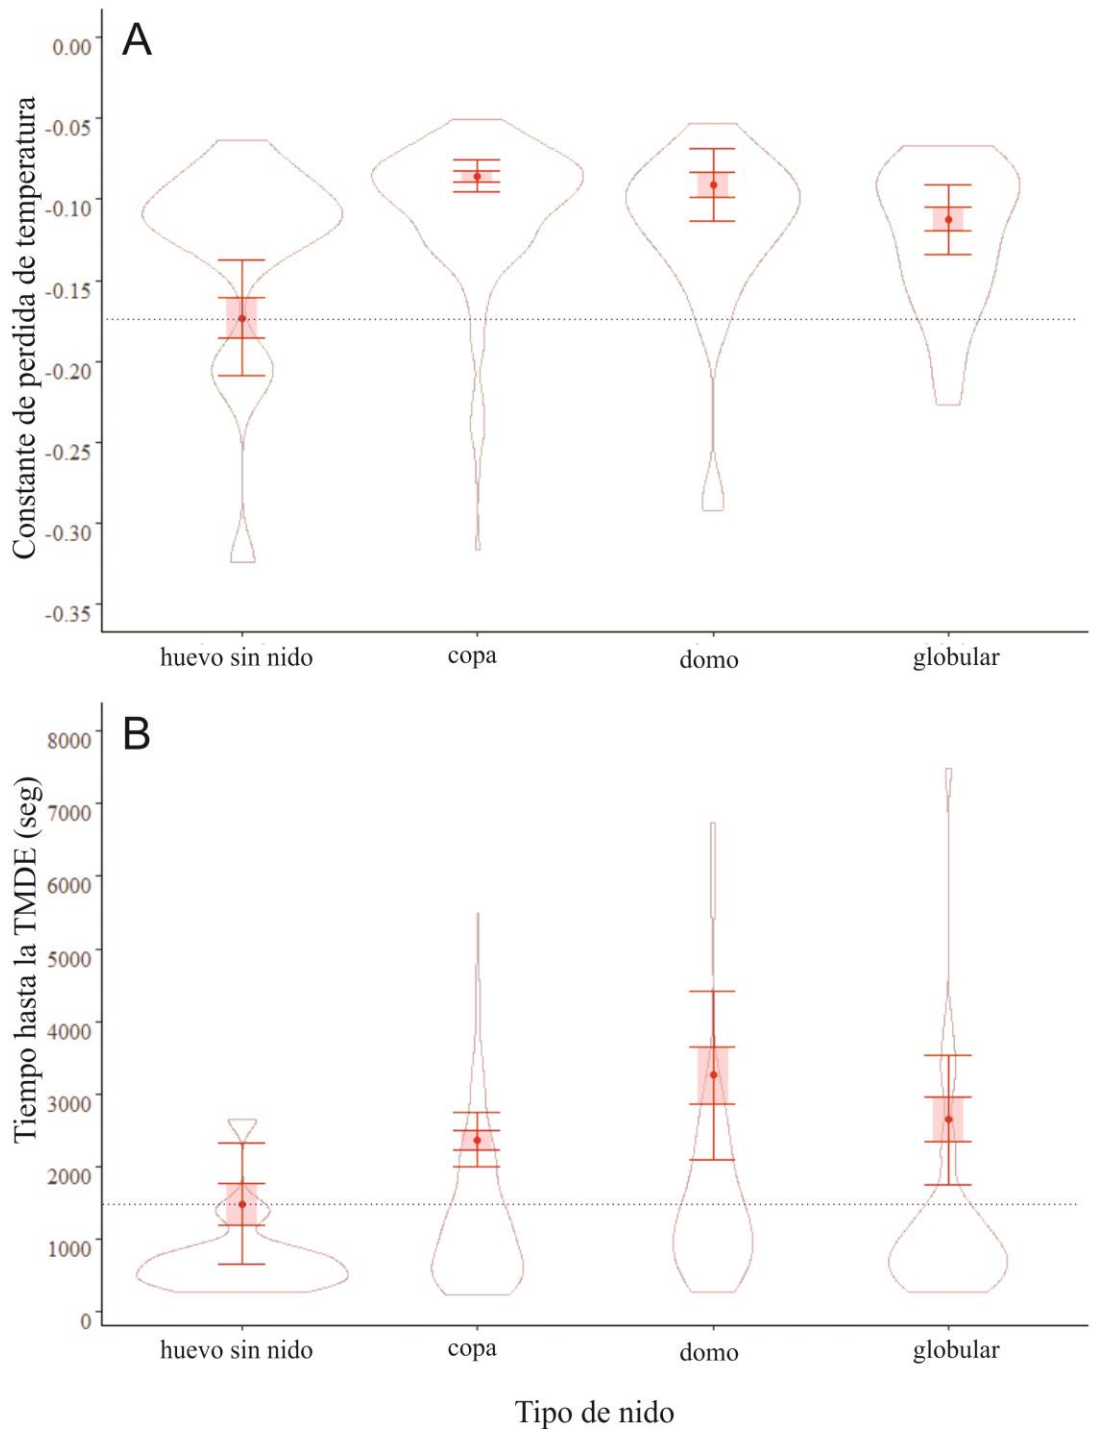 A
Constante de perdida de temperatura
0.00
-0.05
-0.10
-0.15
-0.20
-0.25
-0.30
-0.35
huevo sin nido copa domo globular
B
Tiempo hasta la TMDE (seg)
8000
7000
6000
5000
4000
3000
2000
1000
0
huevo sin nido copa domo globular
Tipo de nido